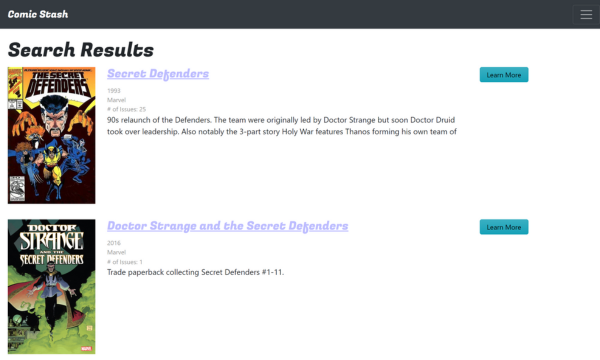 Comic Stash
Search Results
THE SECRET
DEFENDERS
Secret Defenders
Learn More
1993
Marvel
# of Issues: 25
90s relaunch of the Defenders. The team were originally led by Doctor Strange but soon Doctor Druid
took over leadership. Also notably the 3-part story Holy War features Thanos forming his own team of
DOCTOR
STRANGE
AND THE
SECRET DEFENDERS
MARVEL
Doctor Strange and the Secret Defenders
Learn More
2016
Marvel
# of Issues: 1
Trade paperback collecting Secret Defenders #1-11.